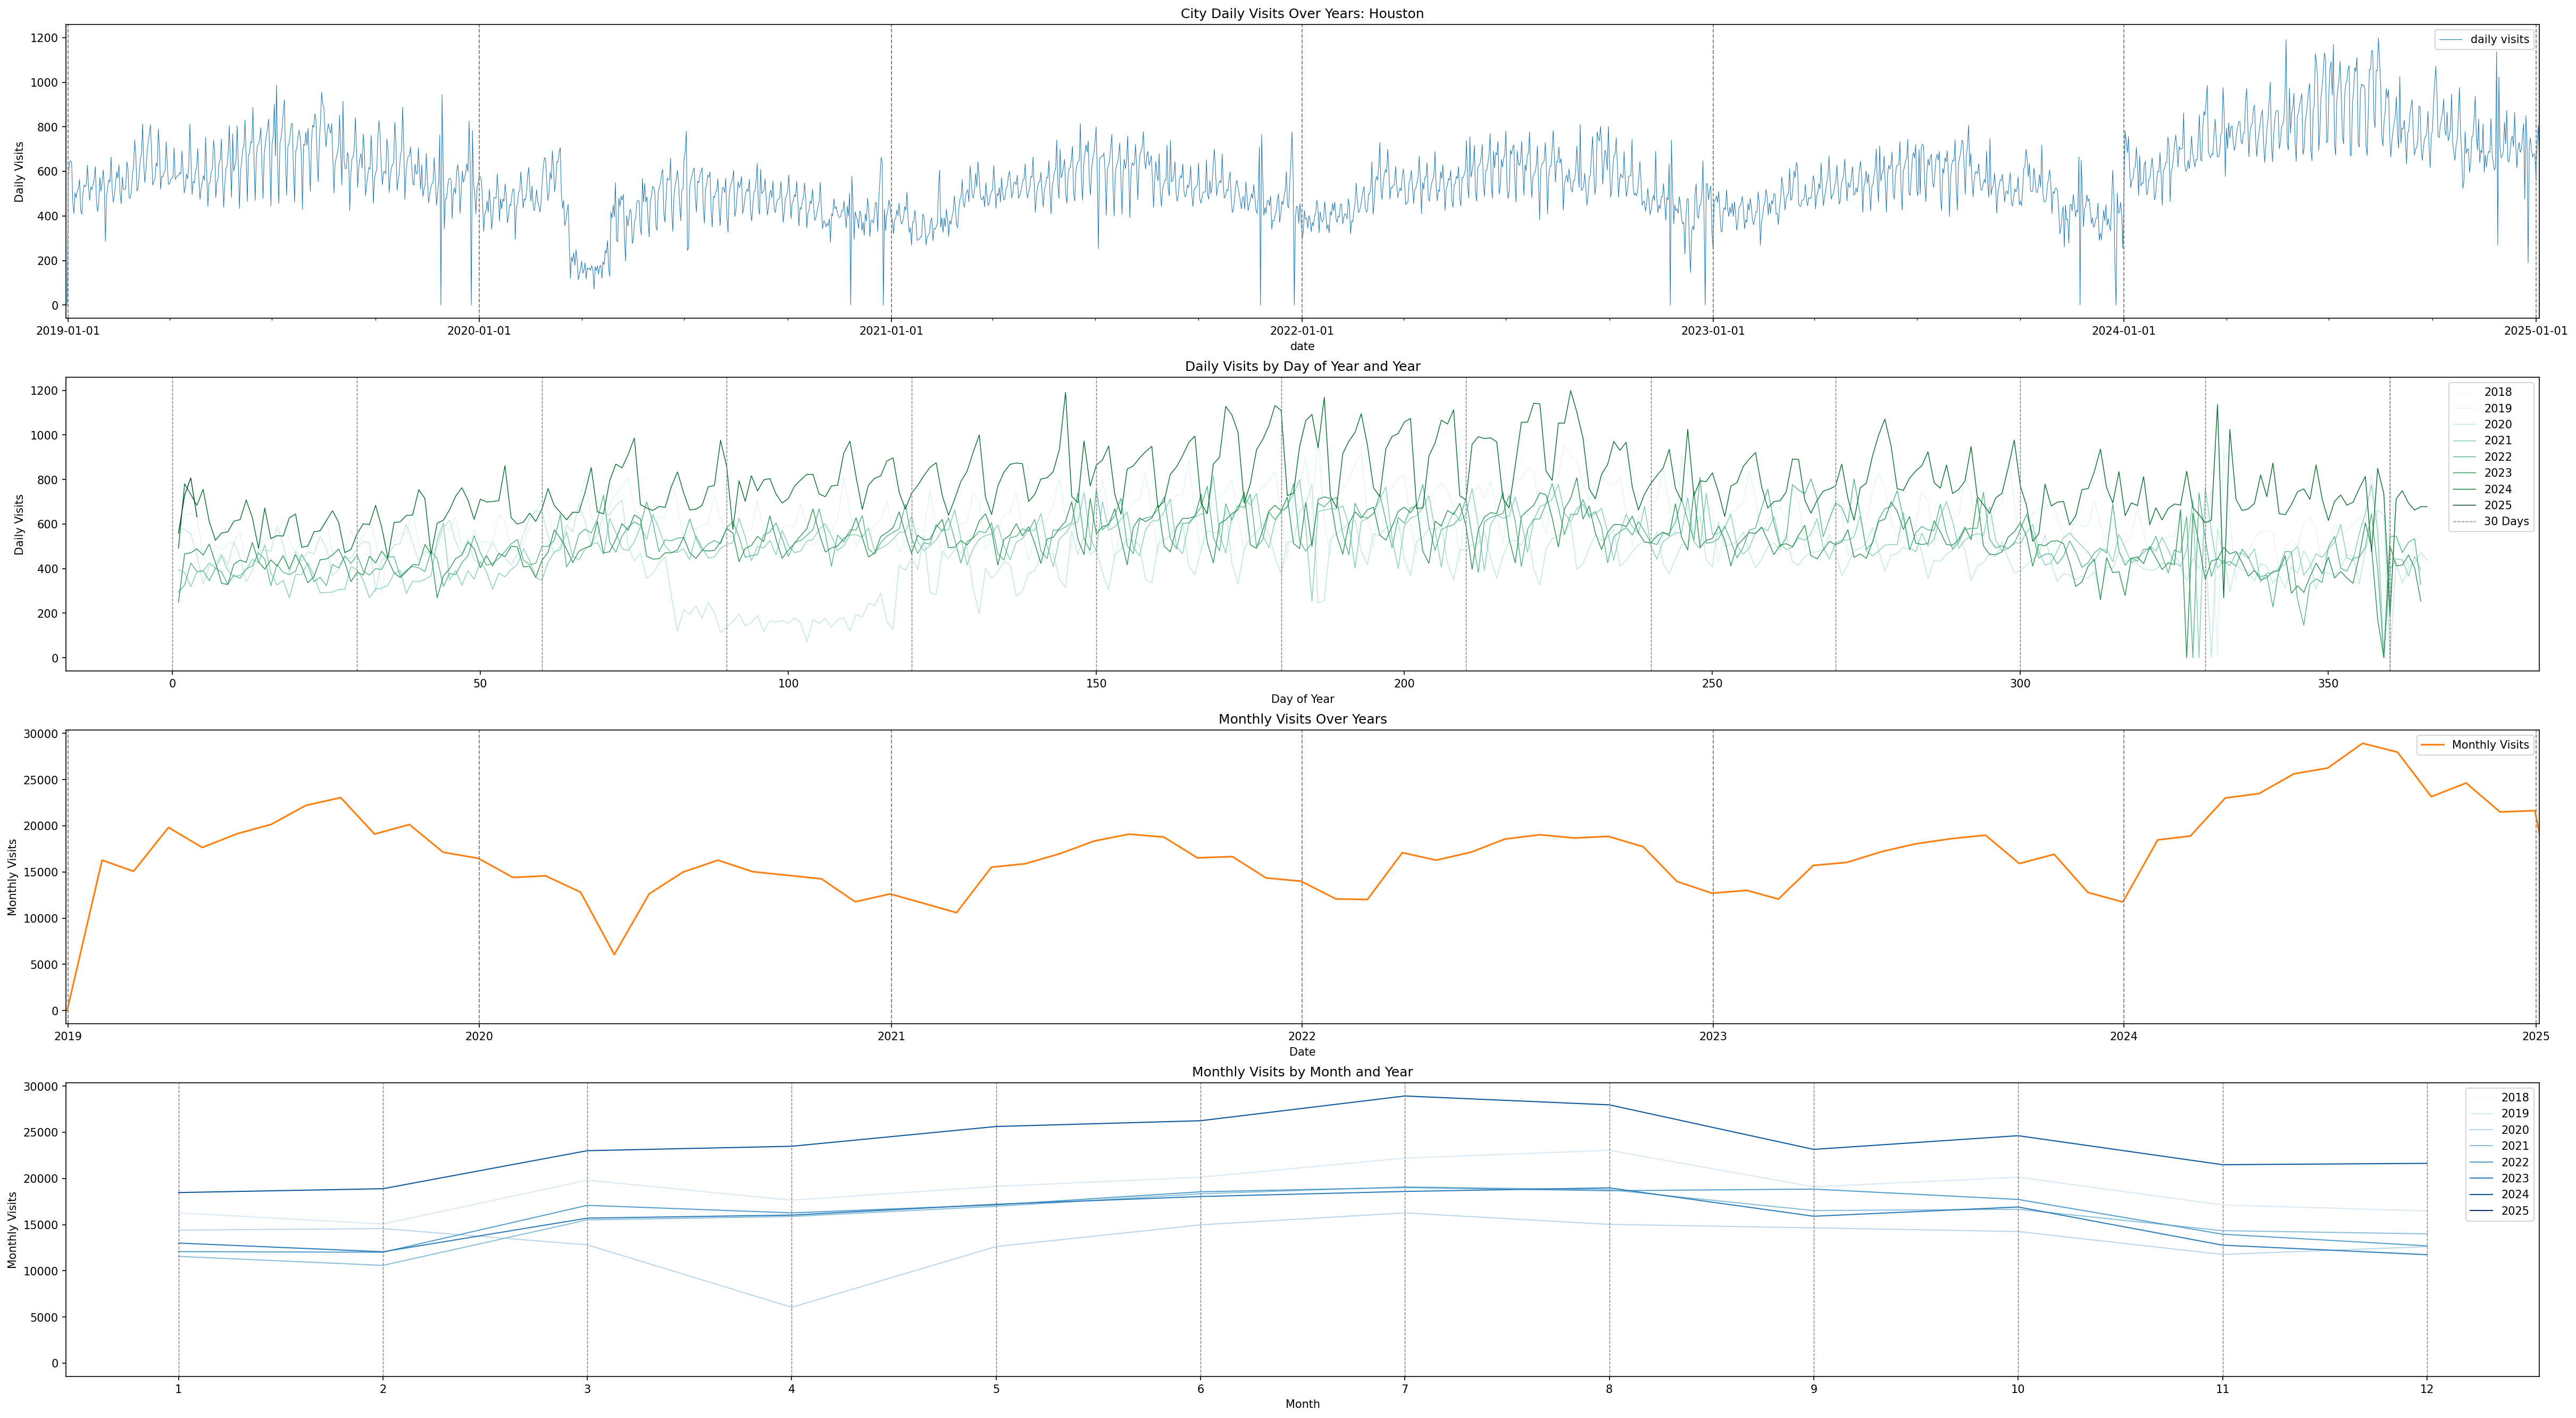 City Daily Visits Over Years: Houston
daily visits
Daily Visits
1200
1000
800
600
400
200
0
2019-01-01 2020-01-01 2021-01-01 2022-01-01 2023-01-01 2024-01-01 2025-01-01
date
Daily Visits by Day of Year and Year
2018
2019
2020
2021
2022
2023
2024
2025
30 Days
Daily Visits
1200
1000
800
600
400
200
0
0 50 100 150 200 250 300 350
Day of Year
Monthly Visits Over Years
Monthly Visits
Monthly Visits
30000
25000
20000
15000
10000
5000
0
2019 2020 2021 2022 2023 2024 2025
Date
Monthly Visits by Month and Year
2018
2019
2020
2021
2022
2023
2024
2025
Monthly Visits
30000
25000
20000
15000
10000
5000
0
1 2 3 4 5 6 7 8 9 10 11 12
Month